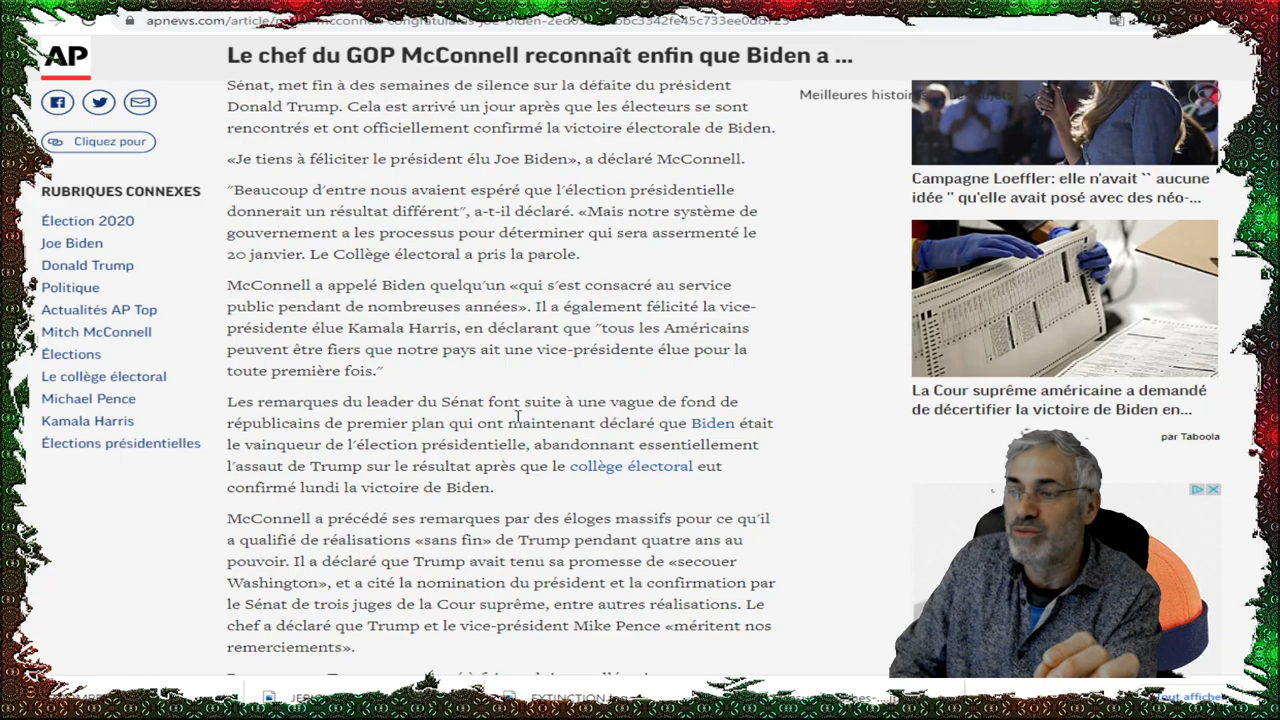 apnews.com/article/
AP
Le chef du GOP McConnell reconnaît enfin que Biden a ...
Cliquez pour
RUBRIQUES CONNEXES
Élection 2020
Joe Biden
Donald Trump
Politique
Actualités AP Top
Mitch McConnell
Élections
Le collège électoral
Michael Pence
Kamala Harris
Élections présidentielles
Sénat, met fin à des semaines de silence sur la défaite du président
Donald Trump. Cela est arrivé un jour après que les électeurs se sont
rencontrés et ont officiellement confirmé la victoire électorale de Biden.
«Je tiens à féliciter le président élu Joe Biden», a déclaré McConnell.
"Beaucoup d'entre nous avaient espéré que l'élection présidentielle
donnerait un résultat différent", a-t-il déclaré. «Mais notre système de
gouvernement a les processus pour déterminer qui sera assermenté le
20 janvier. Le Collège électoral a pris la parole.
McConnell a appelé Biden quelqu'un «qui s'est consacré au service
public pendant de nombreuses années». Il a également félicité la vice-
présidente élue Kamala Harris, en déclarant que "tous les Américains
peuvent être fiers que notre pays ait une vice-présidente élue pour la
toute première fois."
Les remarques du leader du Sénat font suite à une vague de fond de
républicains de premier plan qui ont maintenant déclaré que Biden était
le vainqueur de l'élection présidentielle, abandonnant essentiellement
l'assaut de Trump sur le résultat après que le collège électoral eut
confirmé lundi la victoire de Biden.
McConnell a précédé ses remarques par des éloges massifs pour ce qu'il
a qualifié de réalisations «sans fin» de Trump pendant quatre ans au
pouvoir. Il a déclaré que Trump avait tenu sa promesse de «secouer
Washington», et a cité la nomination du président et la confirmation par
le Sénat de trois juges de la Cour suprême, entre autres réalisations. Le
chef a déclaré que Trump et le vice-président Mike Pence «méritent nos
remerciements».
Meilleures histoires
Campagne Loeffler: elle n'avait `` aucune
idée '' qu'elle avait posé avec des néo-...
La Cour suprême américaine a demandé
de décertifier la victoire de Biden en...
par Taboola